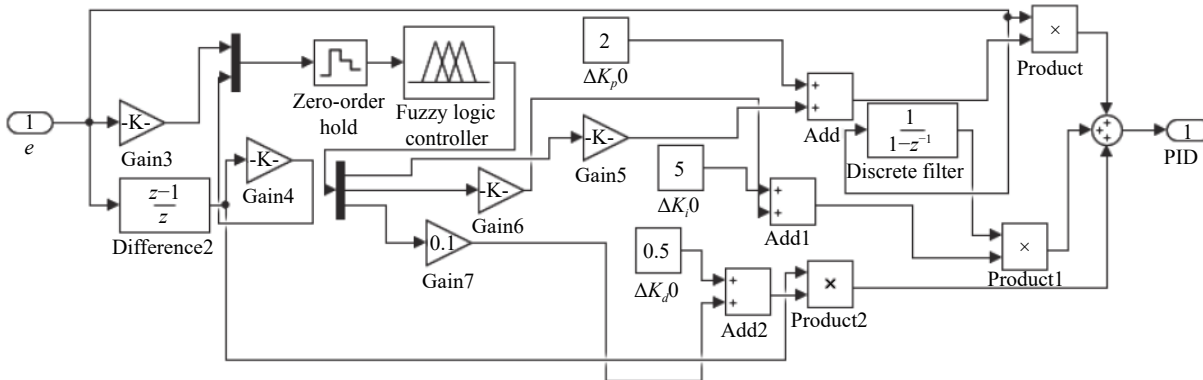 1
e
-K-
Gain3
z−1
z
Difference2
-K-
Gain4
Zero-order
hold
Fuzzy logic
controller
2
ΔKp0
-K-
Gain5
-K-
Gain6
0.1
Gain7
5
ΔKi0
0.5
ΔKd0
+
+
Add
+
+
Add1
+
+
Add2
1
1−z−1
Discrete filter
×
Product
×
Product1
×
Product2
+
+ +
1
PID